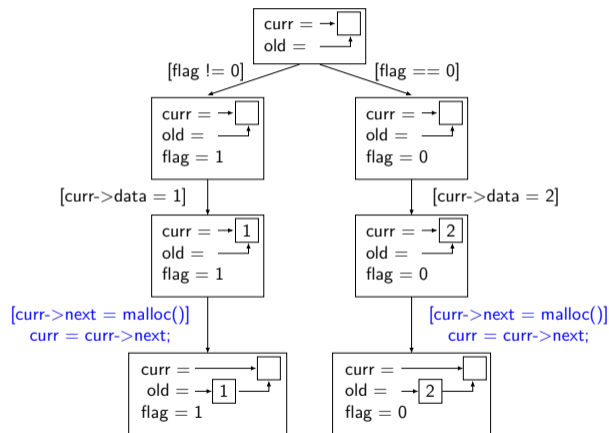 curr =
old =
[flag != 0]
[flag == 0]
curr =
old =
flag = 1
curr =
old =
flag = 0
[curr->data = 1]
[curr->data = 2]
curr = 1
old =
flag = 1
curr = 2
old =
flag = 0
[curr->next = malloc()]
curr = curr->next;
[curr->next = malloc()]
curr = curr->next;
curr =
old = 1
flag = 1
curr =
old = 2
flag = 0